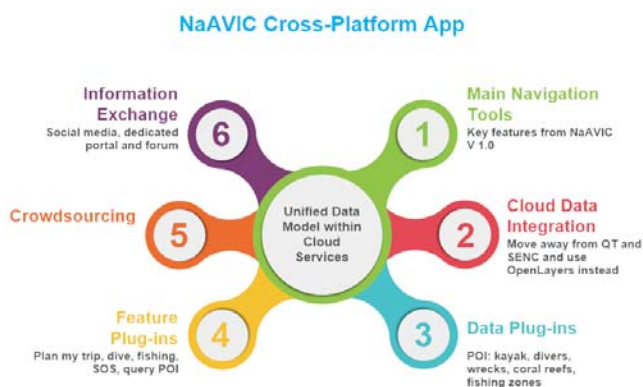 NaAVIC Cross-Platform App
Information
Exchange
Social media, dedicated
portal and forum
6
1
Main Navigation
Tools
Key features from NaAVIC
V 1.0
Crowdsourcing
5
Unified Data
Model within
Cloud
Services
2
Cloud Data
Integration
Move away from QT and
SENC and use
OpenLayers instead
Feature
Plug-ins
Plan my trip, dive, fishing,
SOS, query POI
4
3
Data Plug-ins
POI: kayak, divers,
wrecks, coral reefs,
fishing zones